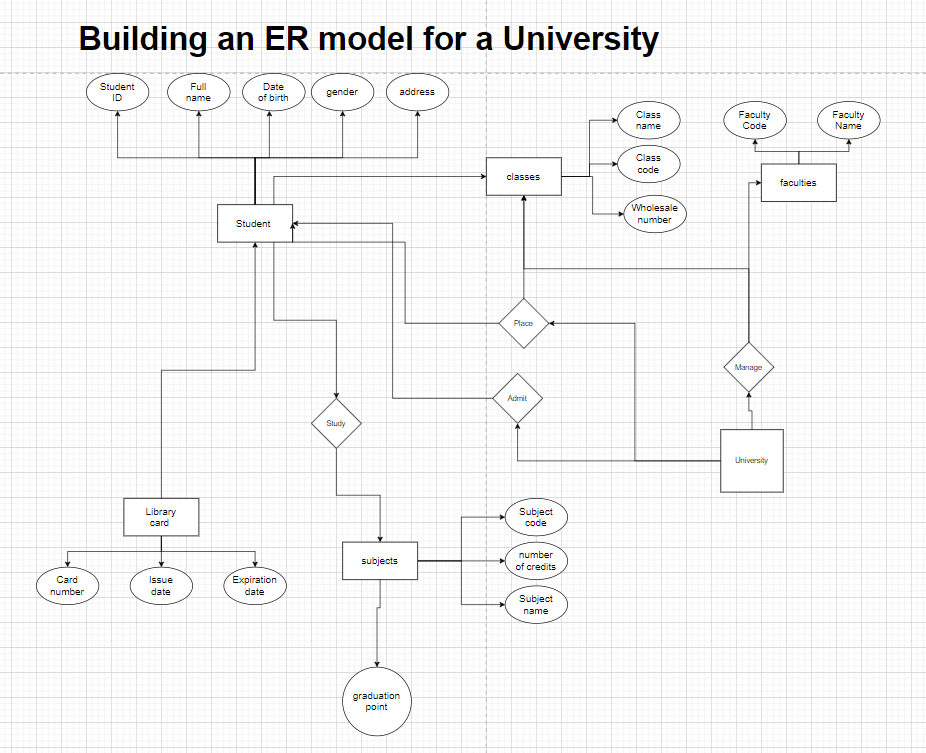 Building an ER model for a University
Student
ID
Full
name
Date
of birth
gender
address
Class
name
Class
code
Wholesale
number
Faculty
Code
Faculty
Name
classes
faculties
Student
Place
Manage
Admit
Study
University
Library
card
Card
number
Issue
date
Expiration
date
subjects
Subject
code
number
of credits
Subject
name
graduation
point